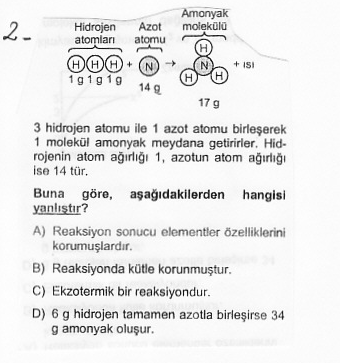 2-
Hidrojen atomları
Azot atomu
Amonyak molekülü
H H H + N → H N H H + ısı
1 g 1 g 1 g
14 g
17 g
3 hidrojen atomu ile 1 azot atomu birleşerek
1 molekül amonyak meydana getirirler. Hid-
rojenin atom ağırlığı 1, azotun atom ağırlığı
ise 14 tür.
Buna göre, aşağıdakilerden hangisi
yanlıştır?
A) Reaksiyon sonucu elementler özelliklerini
korumuşlardır.
B) Reaksiyonda kütle korunmuştur.
C) Ekzotermik bir reaksiyondur.
D) 6 g hidrojen tamamen azotla birleşirse 34
g amonyak oluşur.